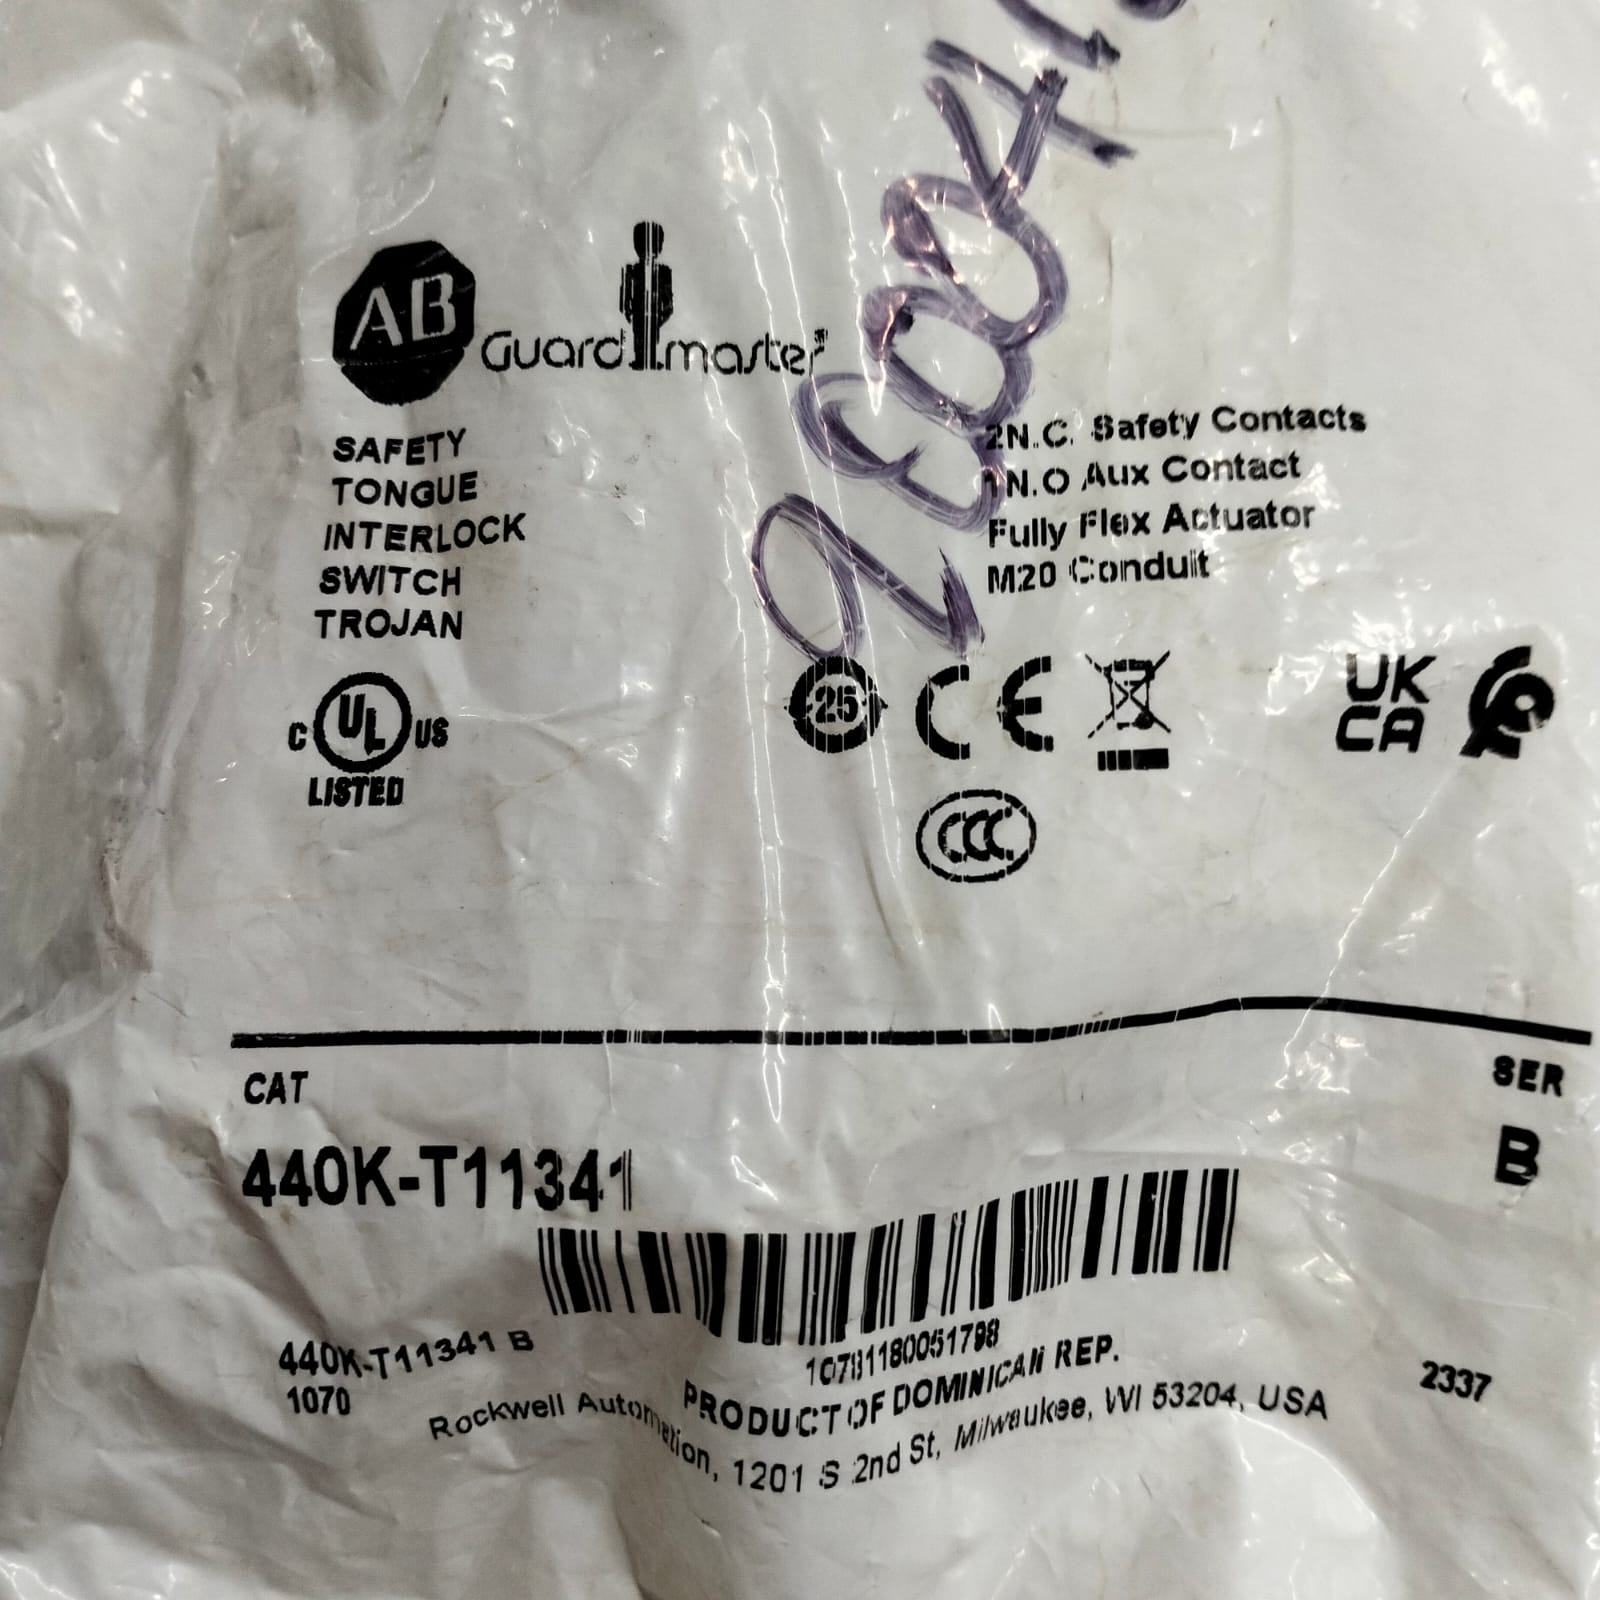 AB
Guardmaster
SAFETY
TONGUE
INTERLOCK
SWITCH
TROJAN
2N.C. Safety Contacts
1N.O Aux Contact
Fully Flex Actuator
M20 Conduit
C UL US
LISTED
25
CE
UK
CA
CCC
CAT
SER
440K-T11341
B
440K-T11341 B
1070
10781180051798
PRODUCT OF DOMINICAN REP.
2337
Rockwell Automation, 1201 S 2nd St, Milwaukee, WI 53204, USA